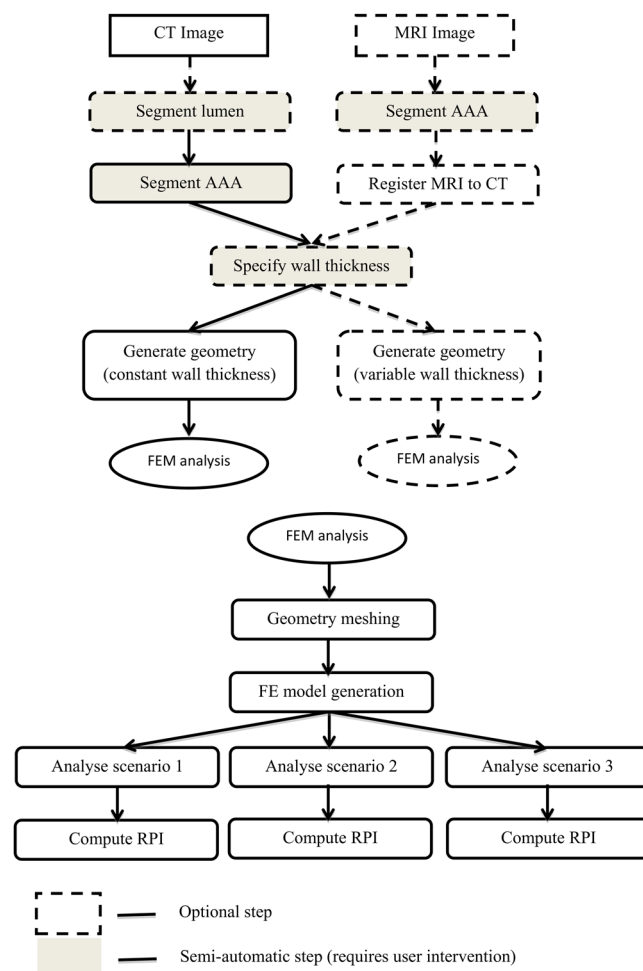 CT Image
MRI Image
Segment lumen
Segment AAA
Segment AAA
Register MRI to CT
Specify wall thickness
Generate geometry
(constant wall thickness)
Generate geometry
(variable wall thickness)
FEM analysis
FEM analysis
FEM analysis
Geometry meshing
FE model generation
Analyse scenario 1
Analyse scenario 2
Analyse scenario 3
Compute RPI
Compute RPI
Compute RPI
Optional step
Semi-automatic step (requires user intervention)